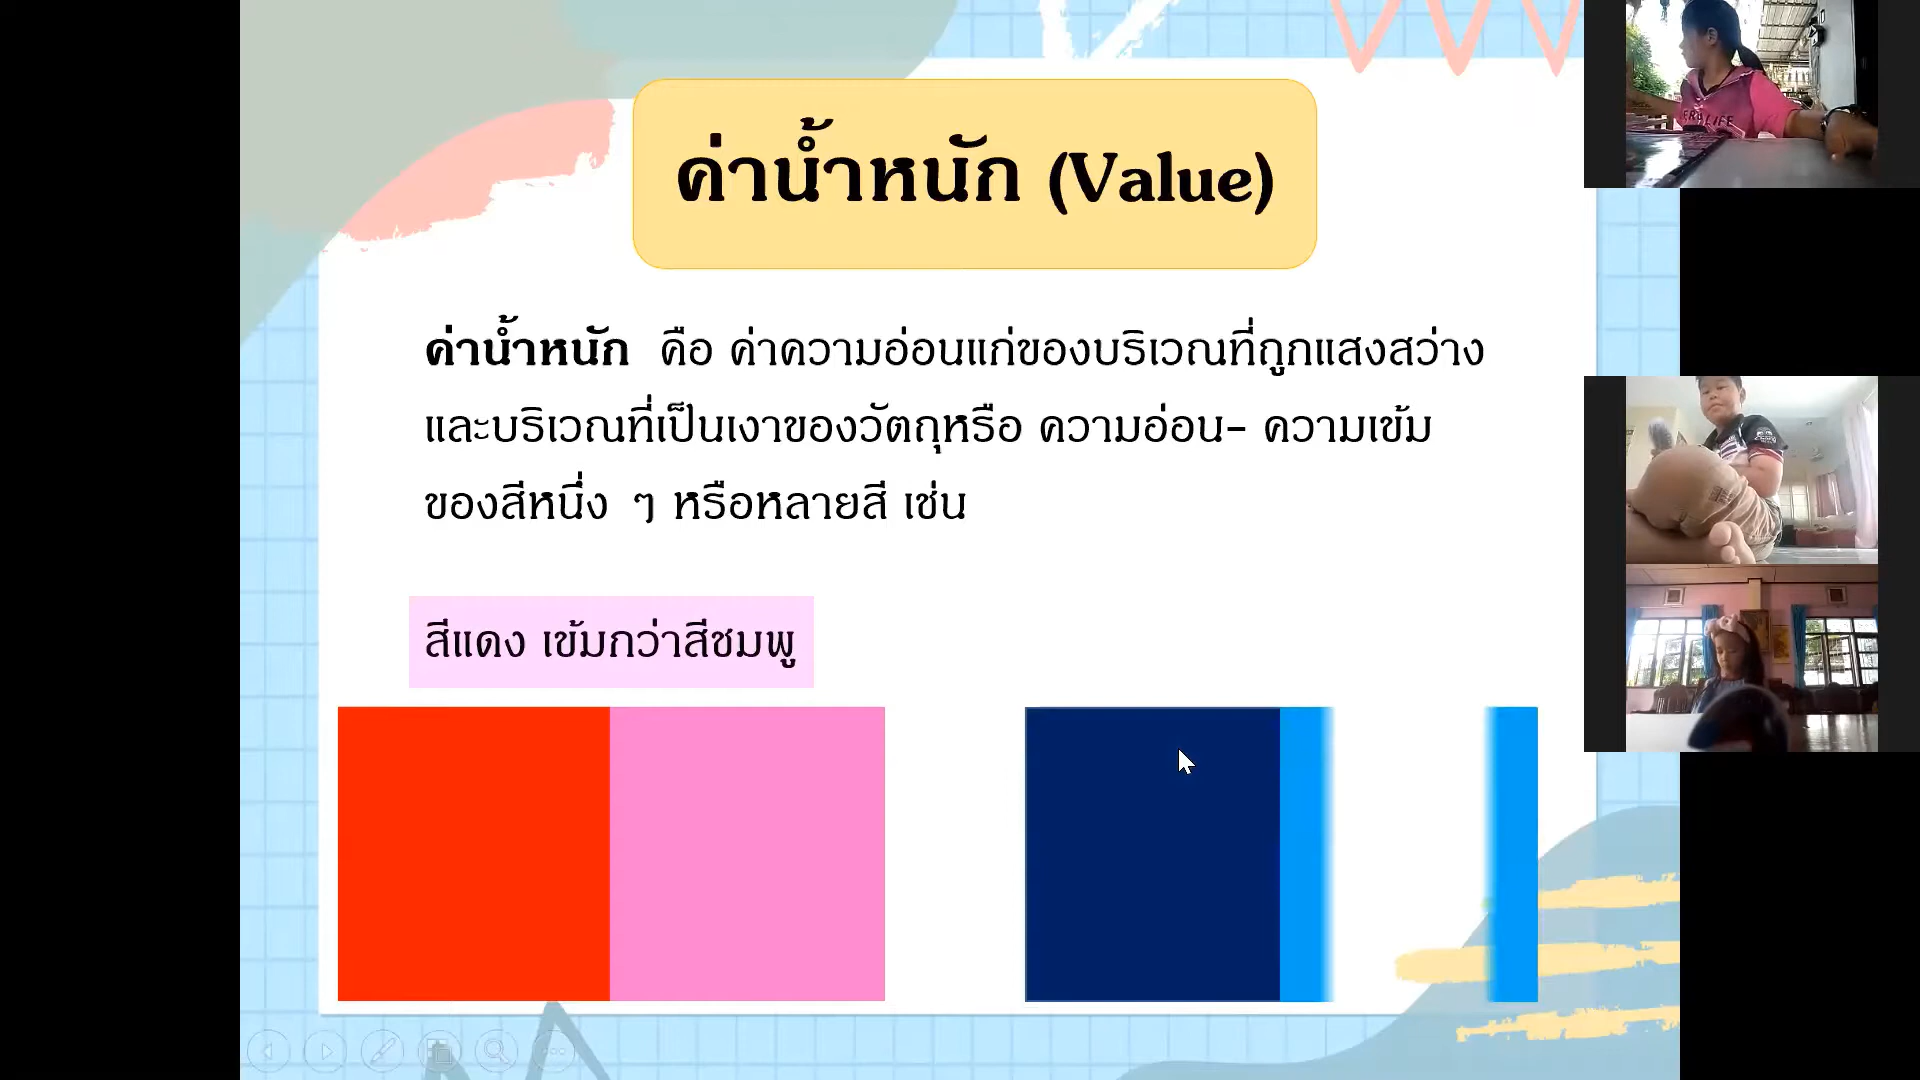 ค่าน้ำหนัก (Value)
ค่าน้ำหนัก คือ ค่าความอ่อนแก่ของบริเวณที่ถูกแสงสว่าง
และบริเวณที่เป็นเงาของวัตถุหรือ ความอ่อน- ความเข้ม
ของสีหนึ่ง ๆ หรือหลายสี เช่น
สีแดง เข้มกว่าสีชมพู